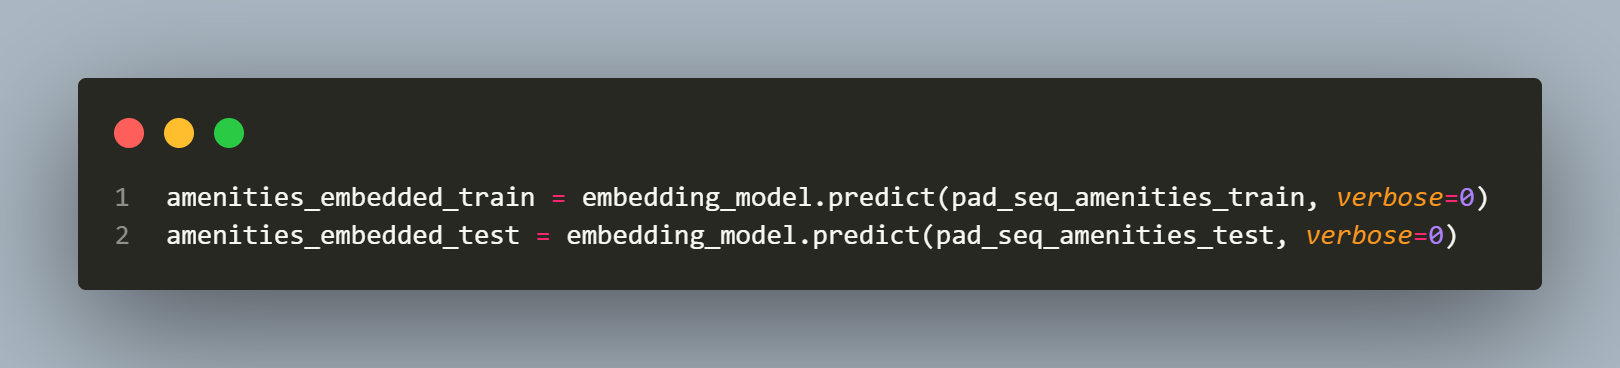 1 amenities_embedded_train = embedding_model.predict(pad_seq_amenities_train, verbose=0)
2 amenities_embedded_test = embedding_model.predict(pad_seq_amenities_test, verbose=0)